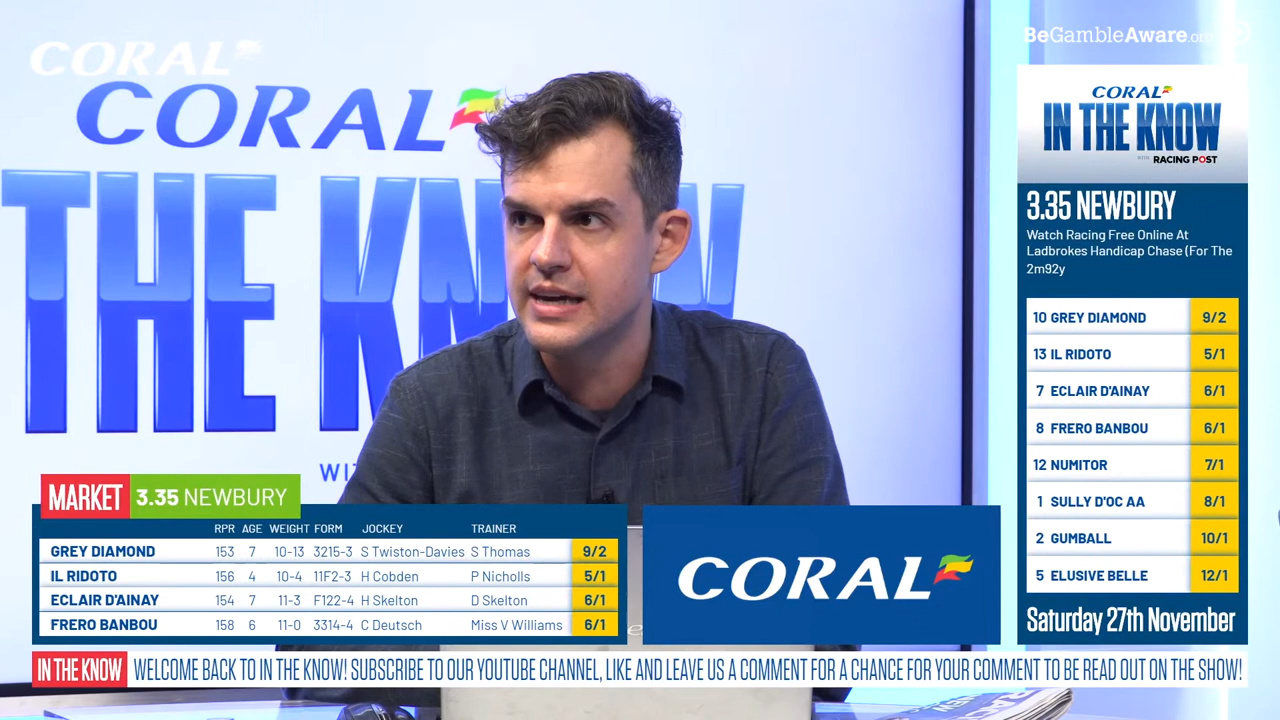 CORAL
BeGambleAware.org
CORAL
THE KNOW
WIT
CORAL
IN THE KNOW
WITH RACING POST
3.35 NEWBURY
Watch Racing Free Online At
Ladbrokes Handicap Chase (For The
2m92y
10 GREY DIAMOND 9/2
13 IL RIDOTO 5/1
7 ECLAIR D'AINAY 6/1
8 FRERO BANBOU 6/1
12 NUMITOR 7/1
1 SULLY D'OC AA 8/1
2 GUMBALL 10/1
5 ELUSIVE BELLE 12/1
Saturday 27th November
MARKET 3.35 NEWBURY
RPR AGE WEIGHT FORM JOCKEY TRAINER
GREY DIAMOND 153 7 10-13 3215-3 S Twiston-Davies S Thomas 9/2
IL RIDOTO 156 4 10-4 11F2-3 H Cobden P Nicholls 5/1
ECLAIR D'AINAY 154 7 11-3 F122-4 H Skelton D Skelton 6/1
FRERO BANBOU 158 6 11-0 3314-4 C Deutsch Miss V Williams 6/1
CORAL
IN THE KNOW WELCOME BACK TO IN THE KNOW! SUBSCRIBE TO OUR YOUTUBE CHANNEL, LIKE AND LEAVE US A COMMENT FOR A CHANCE FOR YOUR COMMENT TO BE READ OUT ON THE SHOW!